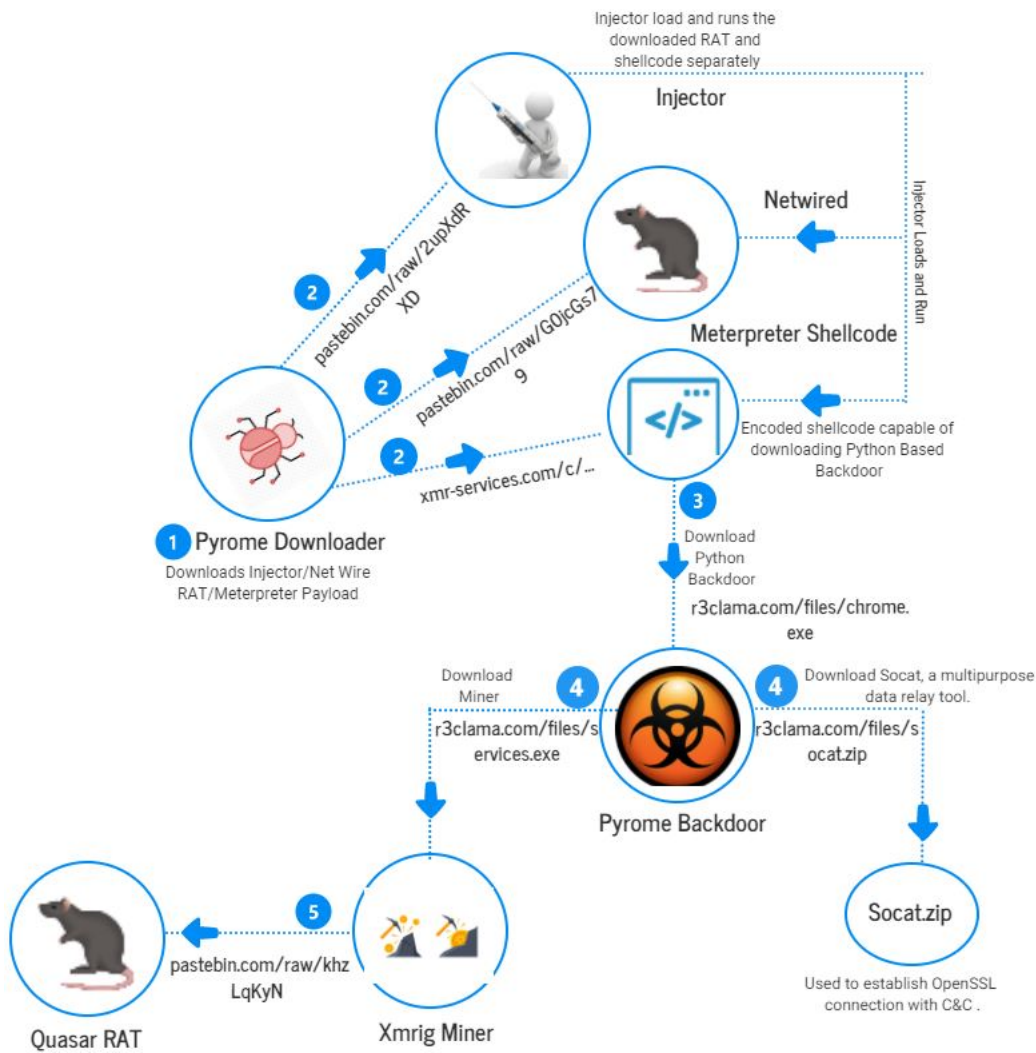 Injector load and runs the
downloaded RAT and
shellcode separately
Injector
Netwired
Injector Loads and Run
2
pastebin.com/raw/2upXdR
XD
2
pastebin.com/raw/G0jcGs7
9
Meterpreter Shellcode
</>
Encoded shellcode capable of
downloading Python Based
Backdoor
2
xmr-services.com/c/...
1 Pyrome Downloader
Downloads Injector/Net Wire
RAT/Meterpreter Payload
3
Download
Python
Backdoor
r3clama.com/files/chrome.
exe
Download
Miner
4
r3clama.com/files/s
ervices.exe
4
Download Socat, a multipurpose
data relay tool.
r3clama.com/files/s
ocat.zip
Pyrome Backdoor
Socat.zip
Used to establish OpenSSL
connection with C&C .
5
pastebin.com/raw/khz
LqKyN
Quasar RAT
Xmrig Miner